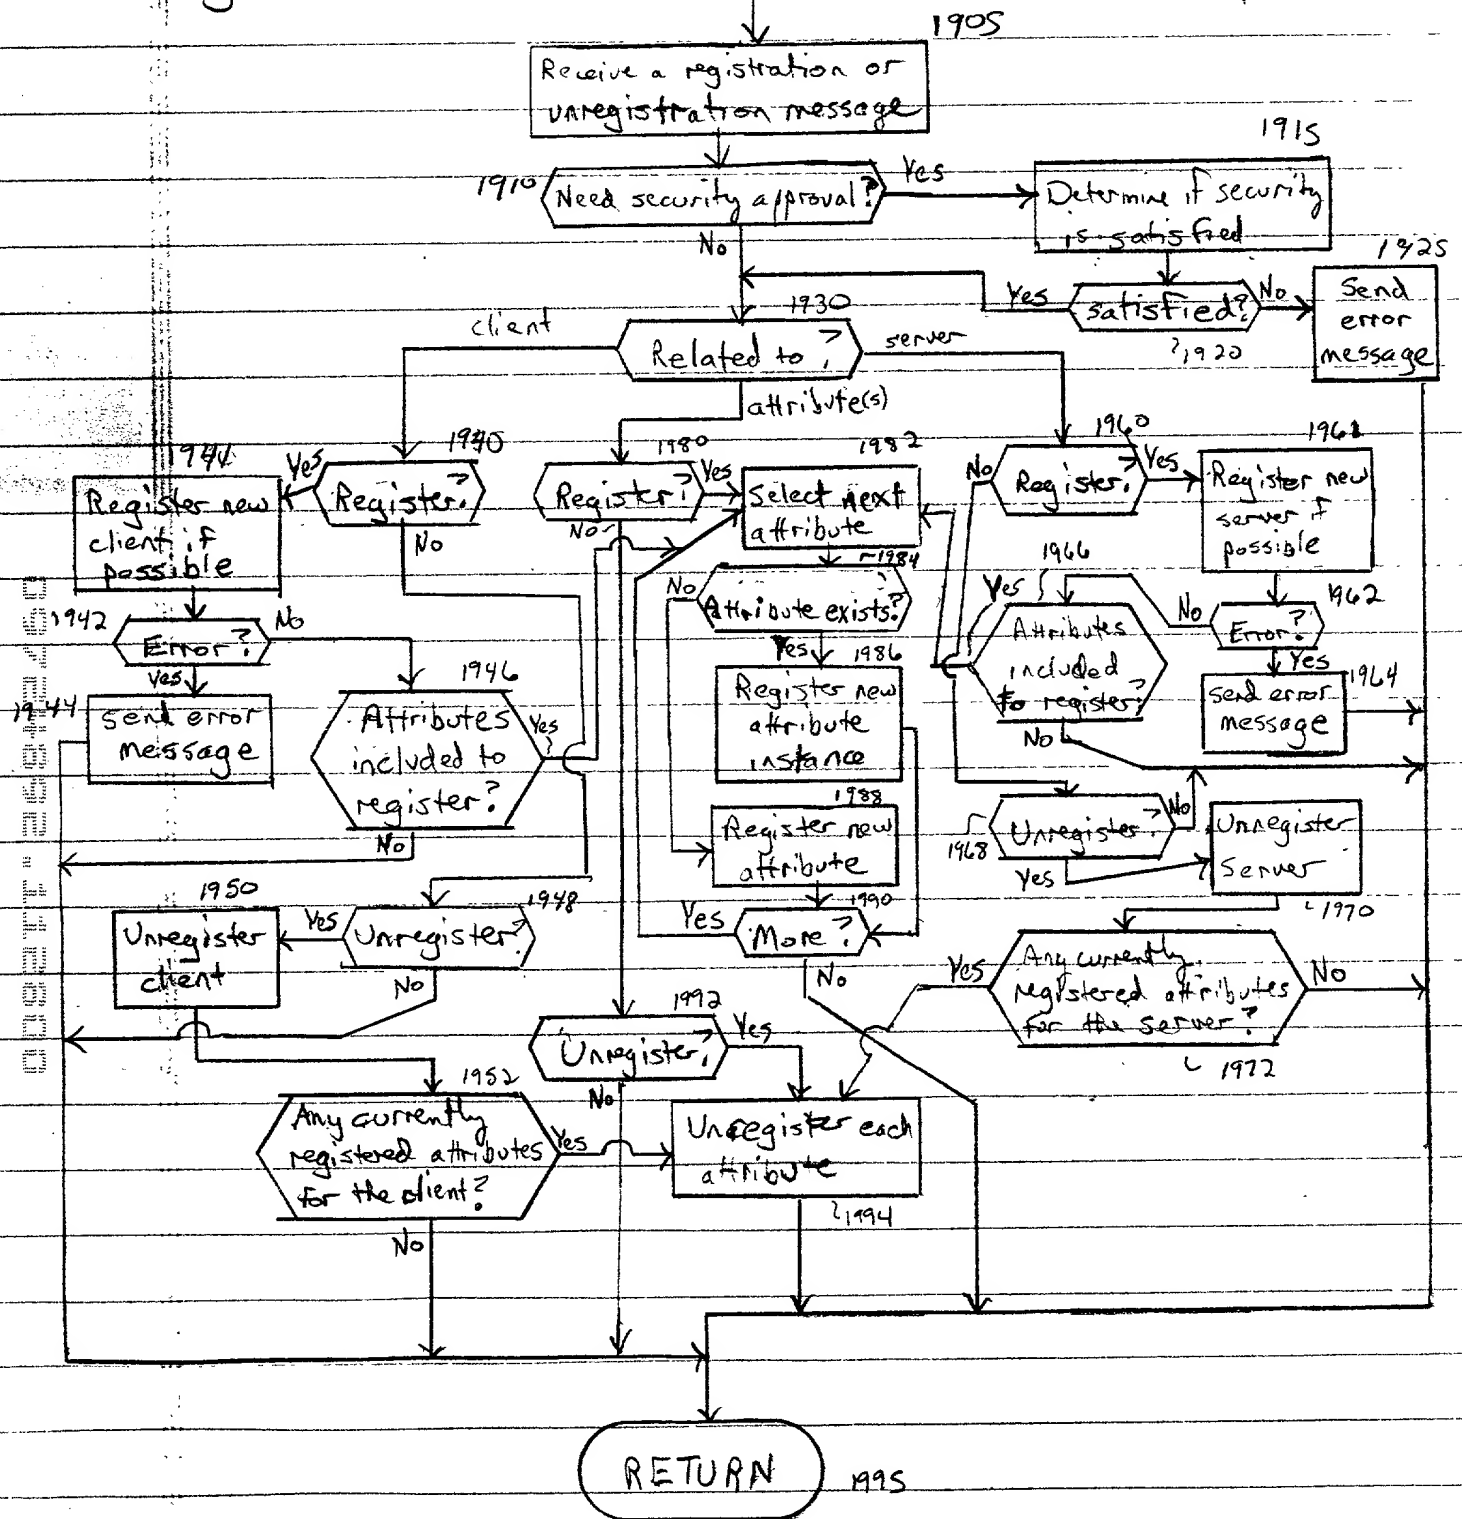 1905
Receive a registration or
unregistration message
1910
Need security approval?
Yes
No
1915
Determine if security
is satisfied
1925
Send
error
message
Yes
satisfied?
No
1920
1930
client
Related to?
server
attribute(s)
1940
Yes
Register?
No
Register new
client if
possible
1942
Error?
No
Yes
1944
send error
message
1946
Attributes
included to
register?
Yes
No
1948
Yes
Unregister?
No
1950
Unregister
client
1952
Any currently
registered attributes
for the client?
Yes
No
1980
Register?
Yes
No
1982
Select next
attribute
1984
No
Attribute exists?
Yes
1986
Register new
attribute
instance
1988
Register new
attribute
1990
Yes
More?
No
1992
Unregister?
Yes
No
Unregister each
attribute
1994
1960
No
Register?
Yes
Register new
server if
possible
1962
No
Error?
Yes
1964
send error
message
1966
Yes
Attributes
included
to register?
No
1968
Unregister?
No
Yes
Unregister
Server
1970
Yes
Any currently
registered attributes
for the server?
No
1972
RETURN
1995